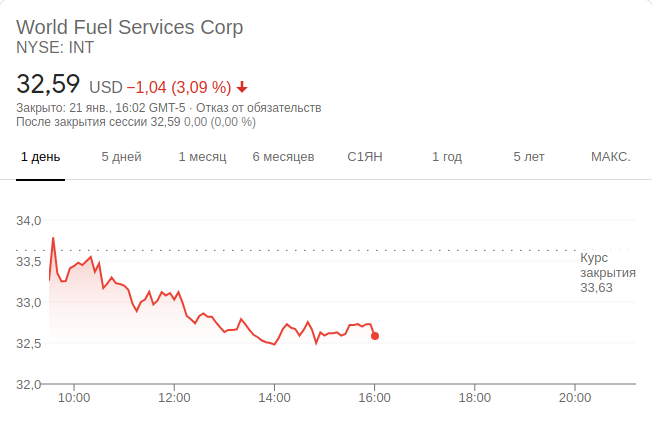 World Fuel Services Corp
NYSE: INT
32,59 USD −1,04 (3,09 %)
Закрыто: 21 янв., 16:02 GMT-5 · Отказ от обязательств
После закрытия сессии 32,59 0,00 (0,00 %)
1 день 5 дней 1 месяц 6 месяцев С1ЯН 1 год 5 лет МАКС.
34,0
33,5
33,0
32,5
32,0
Курс
закрытия
33,63
10:00 12:00 14:00 16:00 18:00 20:00